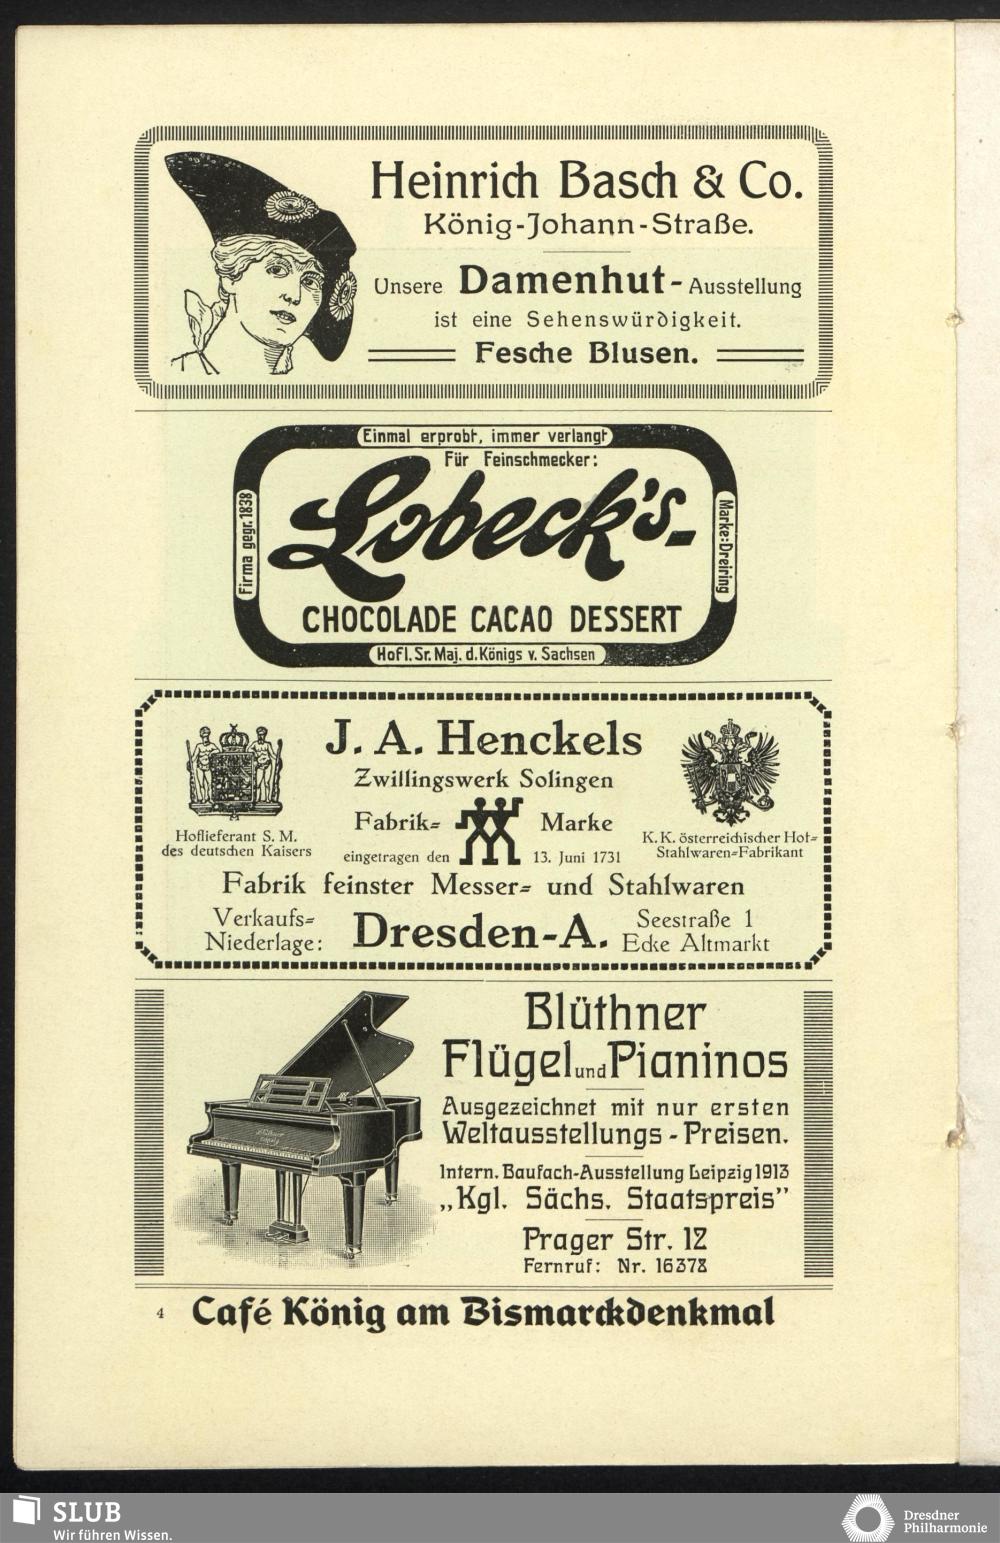 Heinrich Basch & Co.
König-Johann-Straße.
Unsere Damenhut-Ausstellung
ist eine Sehenswürdigkeit.
Fesche Blusen.
Einmal erprobt, immer verlangt
Für Feinschmecker:
Firma gegr. 1838
Lobeck's-
Marke: Dreiring
CHOCOLADE CACAO DESSERT
Hofl. Sr. Maj. d. Königs v. Sachsen
J. A. Henckels
Zwillingswerk Solingen
Fabrik= Marke
eingetragen den 13. Juni 1731
Hoflieferant S. M.
des deutschen Kaisers
K. K. österreichischer Hof=
Stahlwaren=Fabrikant
Fabrik feinster Messer= und Stahlwaren
Verkaufs=
Niederlage:
Dresden-A.
Seestraße 1
Ecke Altmarkt
Blüthner
Flügel und Pianinos
Ausgezeichnet mit nur ersten
Weltausstellungs-Preisen.
Intern. Baufach-Ausstellung Leipzig 1913
„Kgl. Sächs. Staatspreis"
Prager Str. 12
Fernruf: Nr. 16378
4 Café König am Bismarckdenkmal
SLUB
Wir führen Wissen.
Dresdner
Philharmonie